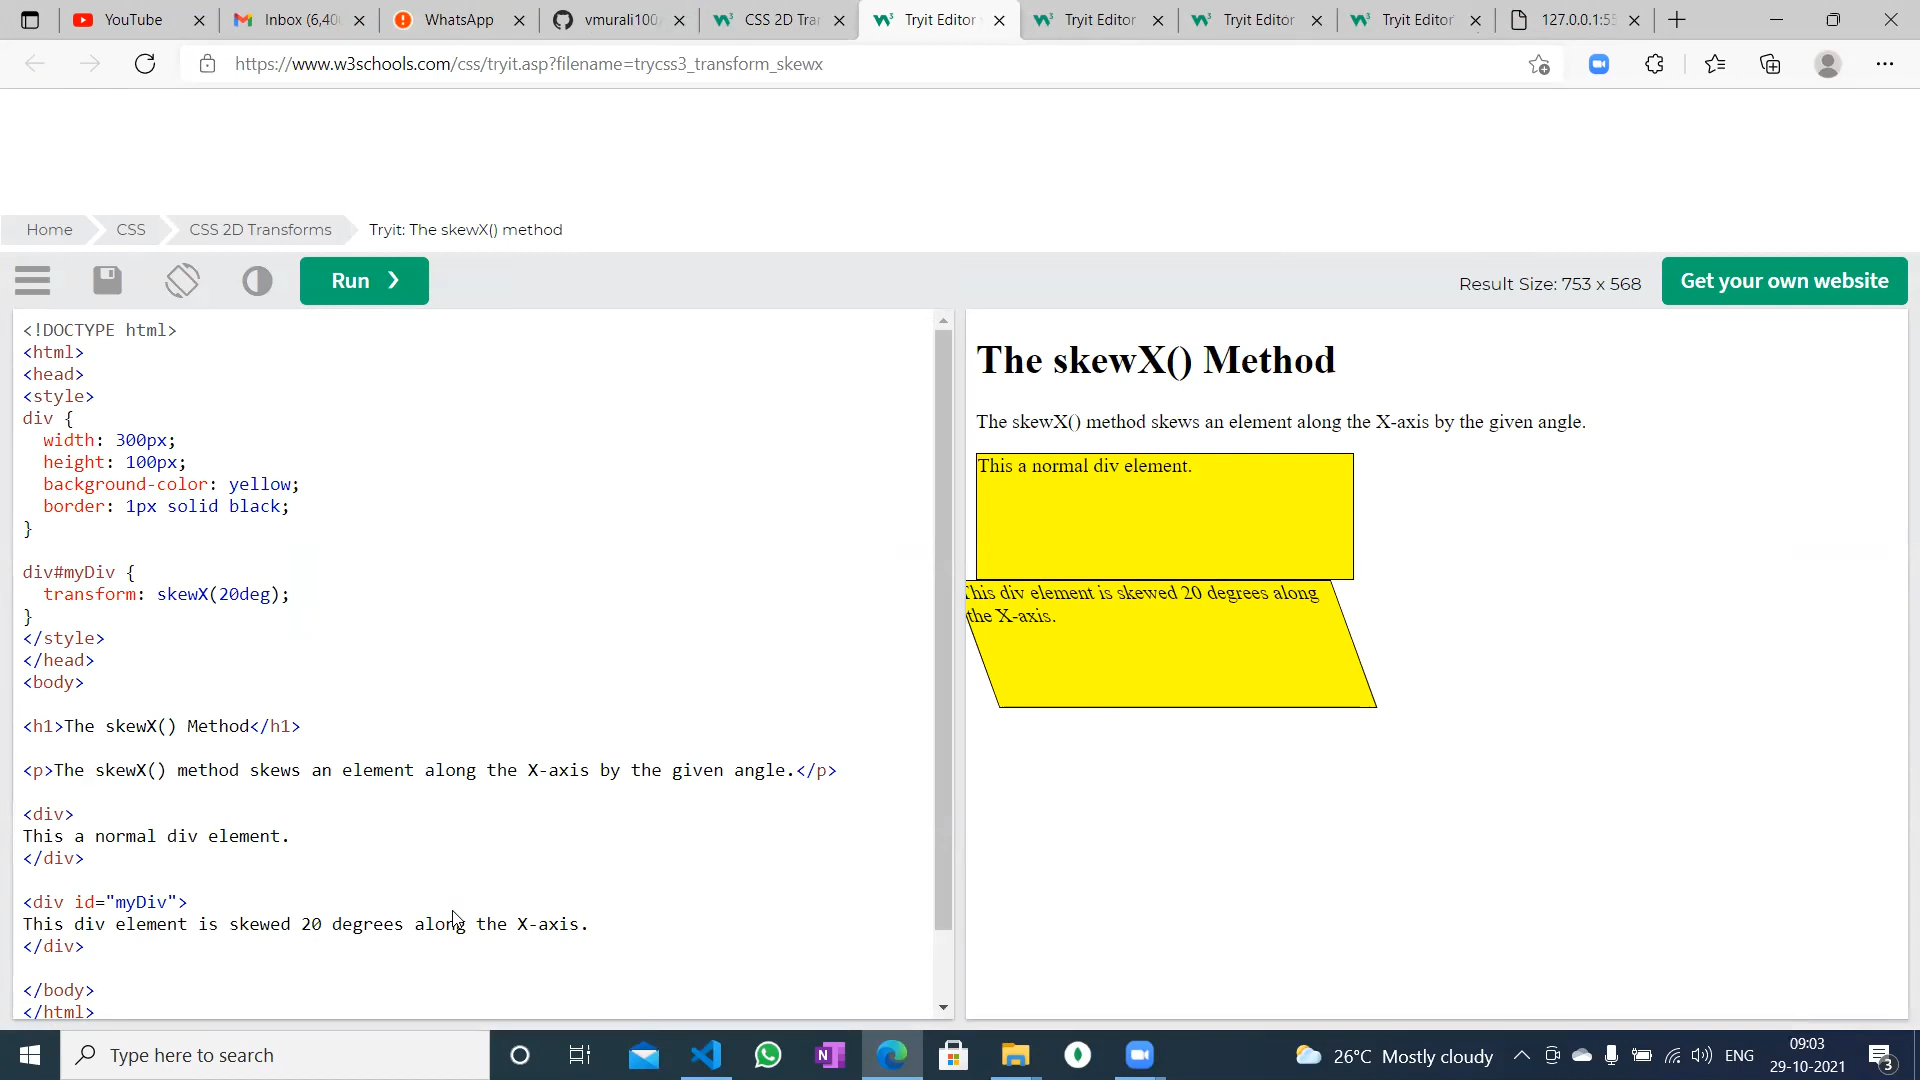 YouTube
Inbox (6,40
WhatsApp
vmurali100
CSS 2D Tra
Tryit Editor
Tryit Editor
Tryit Editor
Tryit Editor
127.0.0.1:55
https://www.w3schools.com/css/tryit.asp?filename=trycss3_transform_skewx
Home
CSS
CSS 2D Transforms
Tryit: The skewX() method
Run ❯
Result Size: 753 x 568
Get your own website
<!DOCTYPE html>
<html>
<head>
<style>
div {
  width: 300px;
  height: 100px;
  background-color: yellow;
  border: 1px solid black;
}
div#myDiv {
  transform: skewX(20deg);
}
</style>
</head>
<body>
<h1>The skewX() Method</h1>
<p>The skewX() method skews an element along the X-axis by the given angle.</p>
<div>
This a normal div element.
</div>
<div id="myDiv">
This div element is skewed 20 degrees along the X-axis.
</div>
</body>
</html>
The skewX() Method
The skewX() method skews an element along the X-axis by the given angle.
This a normal div element.
This div element is skewed 20 degrees along
the X-axis.
Type here to search
26°C Mostly cloudy
ENG
09:03
29-10-2021
3